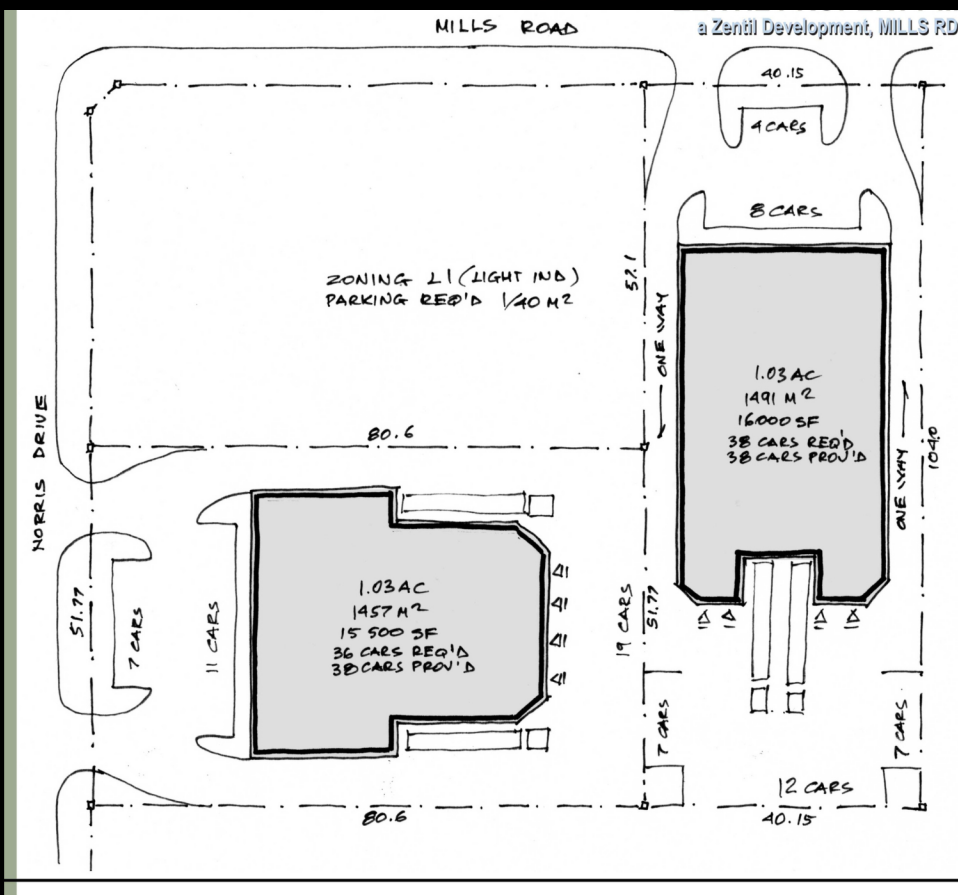 MILLS ROAD
a Zentil Development, MILLS RD
40.15
4 CARS
8 CARS
ZONING LI (LIGHT IND)
PARKING REQ'D 1/40 M2
57.1
ONE WAY
1.03 AC
1491 M2
16000 SF
38 CARS REQ'D
38 CARS PROV'D
ONE WAY
104.0
NORRIS DRIVE
80.6
51.77
7 CARS
11 CARS
1.03 AC
1457 M2
15 500 SF
36 CARS REQ'D
38 CARS PROV'D
19 CARS
51.77
7 CARS
7 CARS
12 CARS
80.6
40.15